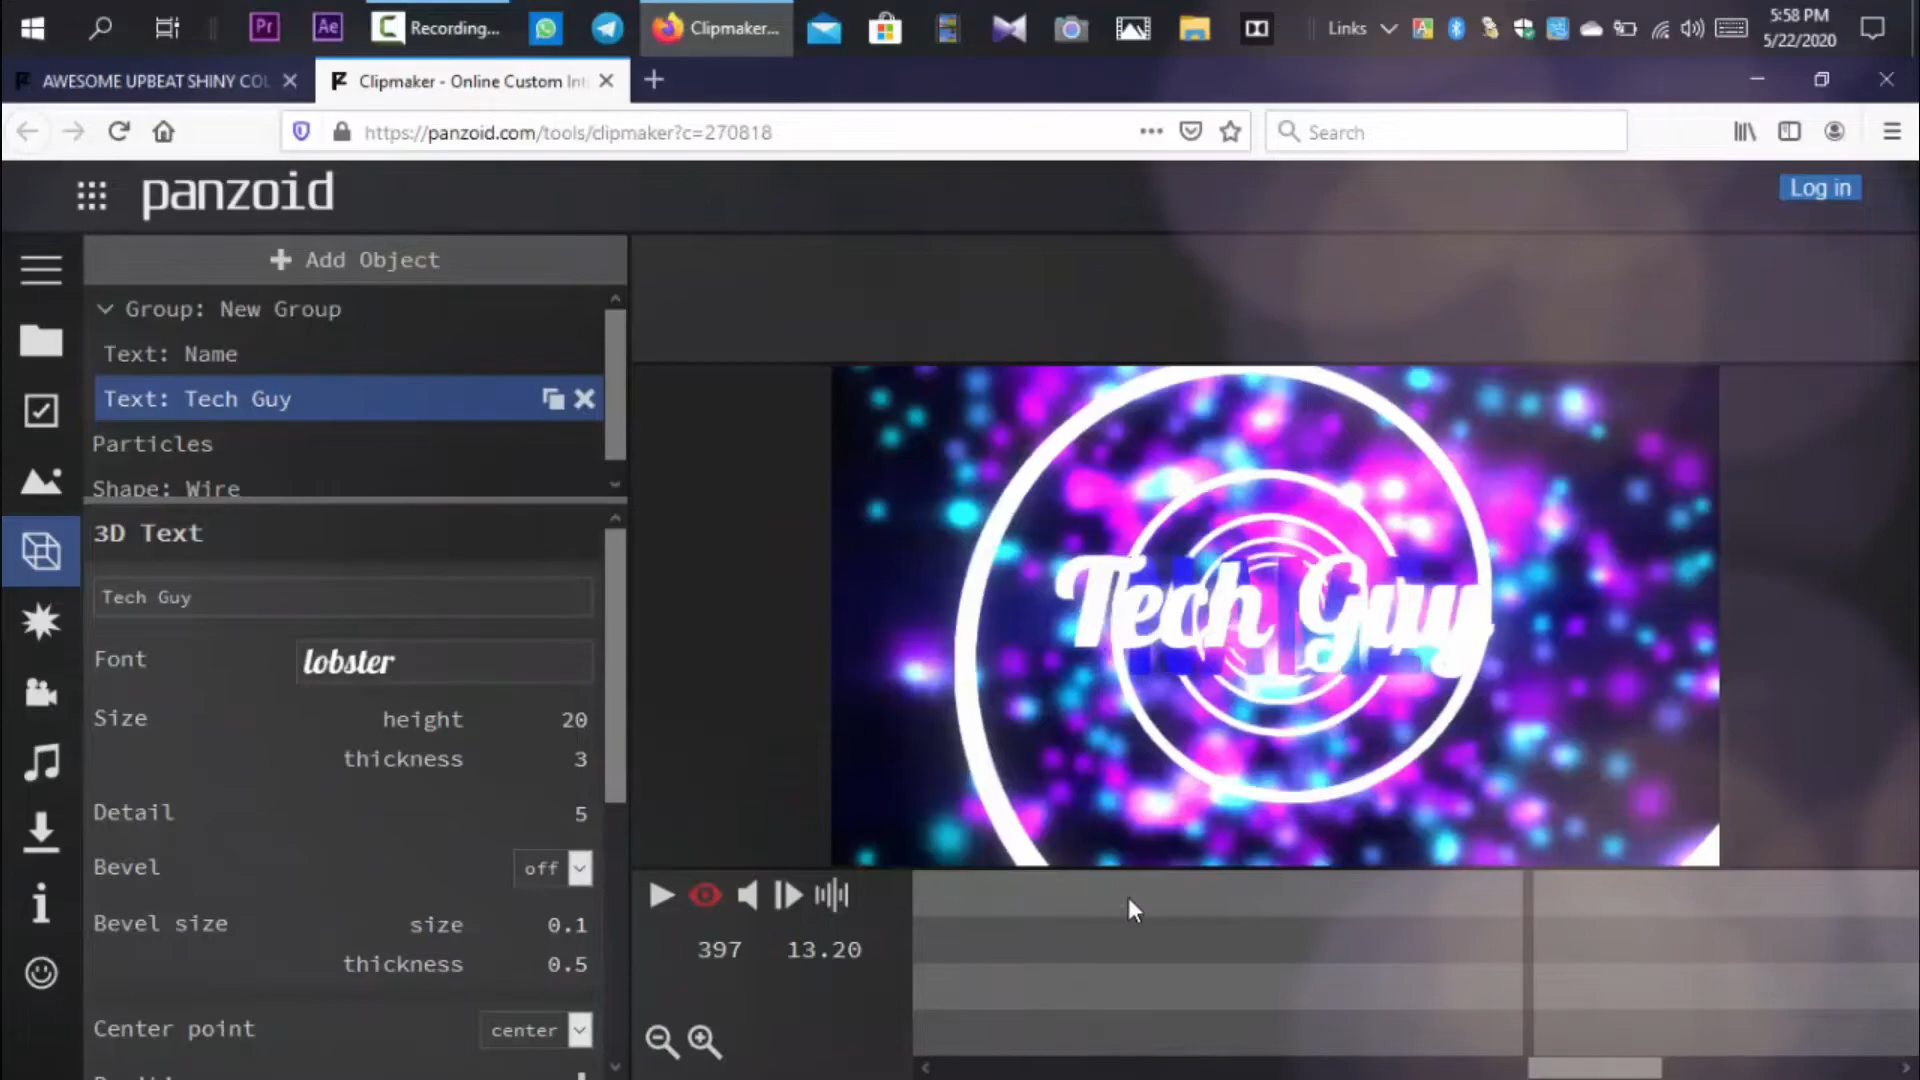 Pr
Ae
Recording...
Clipmaker...
Links
5:58 PM
5/22/2020
AWESOME UPBEAT SHINY COL
Clipmaker - Online Custom Int
https://panzoid.com/tools/clipmaker?c=270818
Search
panzoid
Log in
Add Object
Group: New Group
Text: Name
Text: Tech Guy
Particles
Shape: Wire
3D Text
Tech Guy
Font lobster
Size height 20
thickness 3
Detail 5
Bevel off
Bevel size size 0.1
thickness 0.5
Center point center
Tech Guy
397 13.20